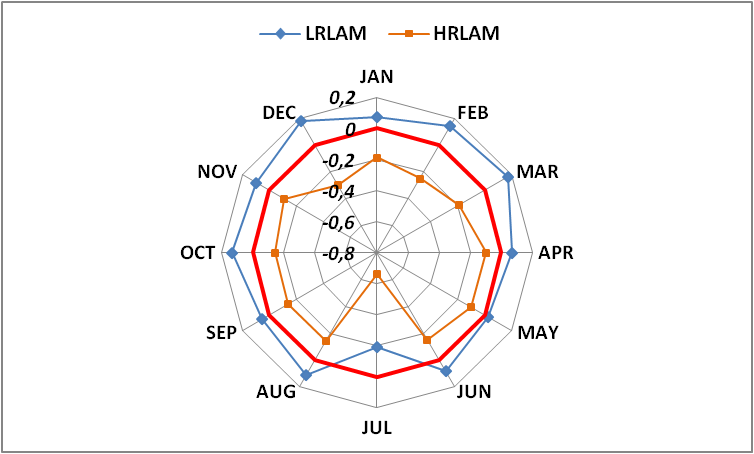 LRLAM HRLAM
JAN
0,2
DEC FEB
0
NOV -0,2 MAR
-0,4
-0,6
OCT -0,8 APR
SEP MAY
AUG JUN
JUL